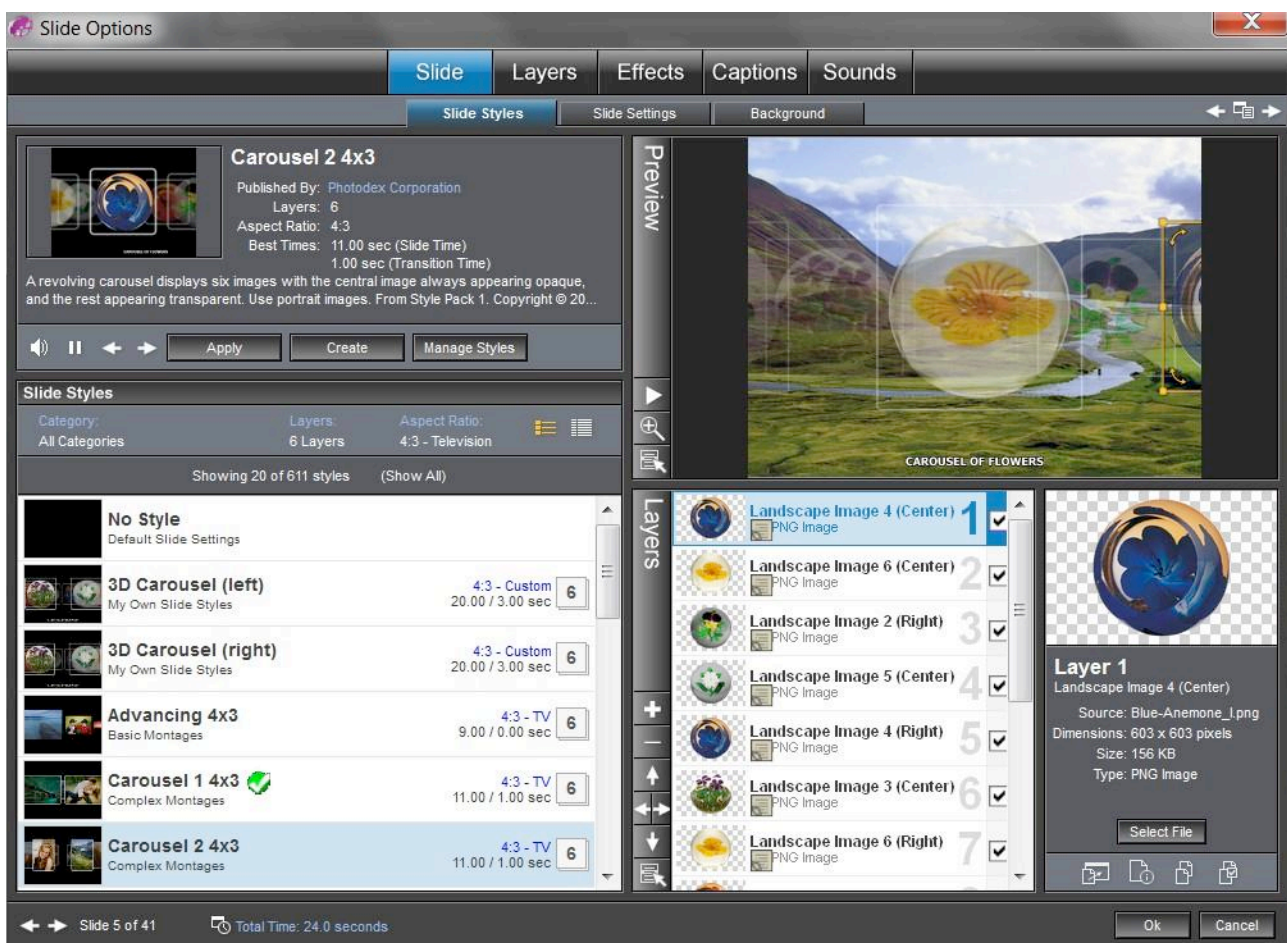 Slide Options
Slide Layers Effects Captions Sounds
Slide Styles Slide Settings Background
Carousel 2 4x3
Published By: Photodex Corporation
Layers: 6
Aspect Ratio: 4:3
Best Times: 11.00 sec (Slide Time)
1.00 sec (Transition Time)
A revolving carousel displays six images with the central image always appearing opaque,
and the rest appearing transparent. Use portrait images. From Style Pack 1. Copyright © 20...
Apply Create Manage Styles
Slide Styles
Category: Layers: Aspect Ratio:
All Categories 6 Layers 4:3 - Television
Showing 20 of 611 styles (Show All)
No Style
Default Slide Settings
3D Carousel (left) 4:3 - Custom
My Own Slide Styles 20.00 / 3.00 sec 6
3D Carousel (right) 4:3 - Custom
My Own Slide Styles 20.00 / 3.00 sec 6
Advancing 4x3 4:3 - TV
Basic Montages 9.00 / 0.00 sec 6
Carousel 1 4x3 4:3 - TV
Complex Montages 11.00 / 1.00 sec 6
Carousel 2 4x3 4:3 - TV
Complex Montages 11.00 / 1.00 sec 6
Preview
CAROUSEL OF FLOWERS
Layers
Landscape Image 4 (Center) 1
PNG Image
Landscape Image 6 (Center) 2
PNG Image
Landscape Image 2 (Right) 3
PNG Image
Landscape Image 5 (Center) 4
PNG Image
Landscape Image 4 (Right) 5
PNG Image
Landscape Image 3 (Center) 6
PNG Image
Landscape Image 6 (Right) 7
PNG Image
Layer 1
Landscape Image 4 (Center)
Source: Blue-Anemone_I.png
Dimensions: 603 x 603 pixels
Size: 156 KB
Type: PNG Image
Select File
Slide 5 of 41 Total Time: 24.0 seconds
Ok Cancel